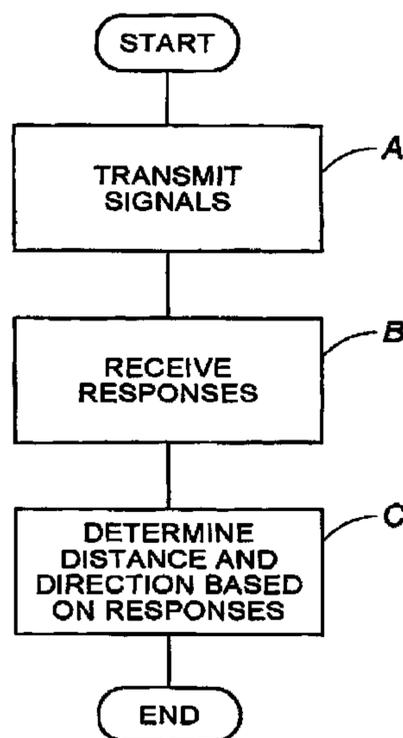 START
A
TRANSMIT
SIGNALS
B
RECEIVE
RESPONSES
C
DETERMINE
DISTANCE AND
DIRECTION BASED
ON RESPONSES
END